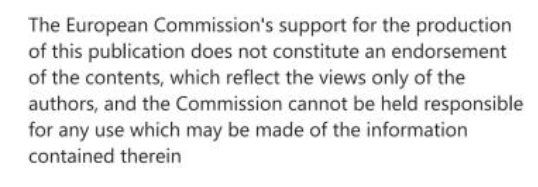 The European Commission's support for the production
of this publication does not constitute an endorsement
of the contents, which reflect the views only of the
authors, and the Commission cannot be held responsible
for any use which may be made of the information
contained therein